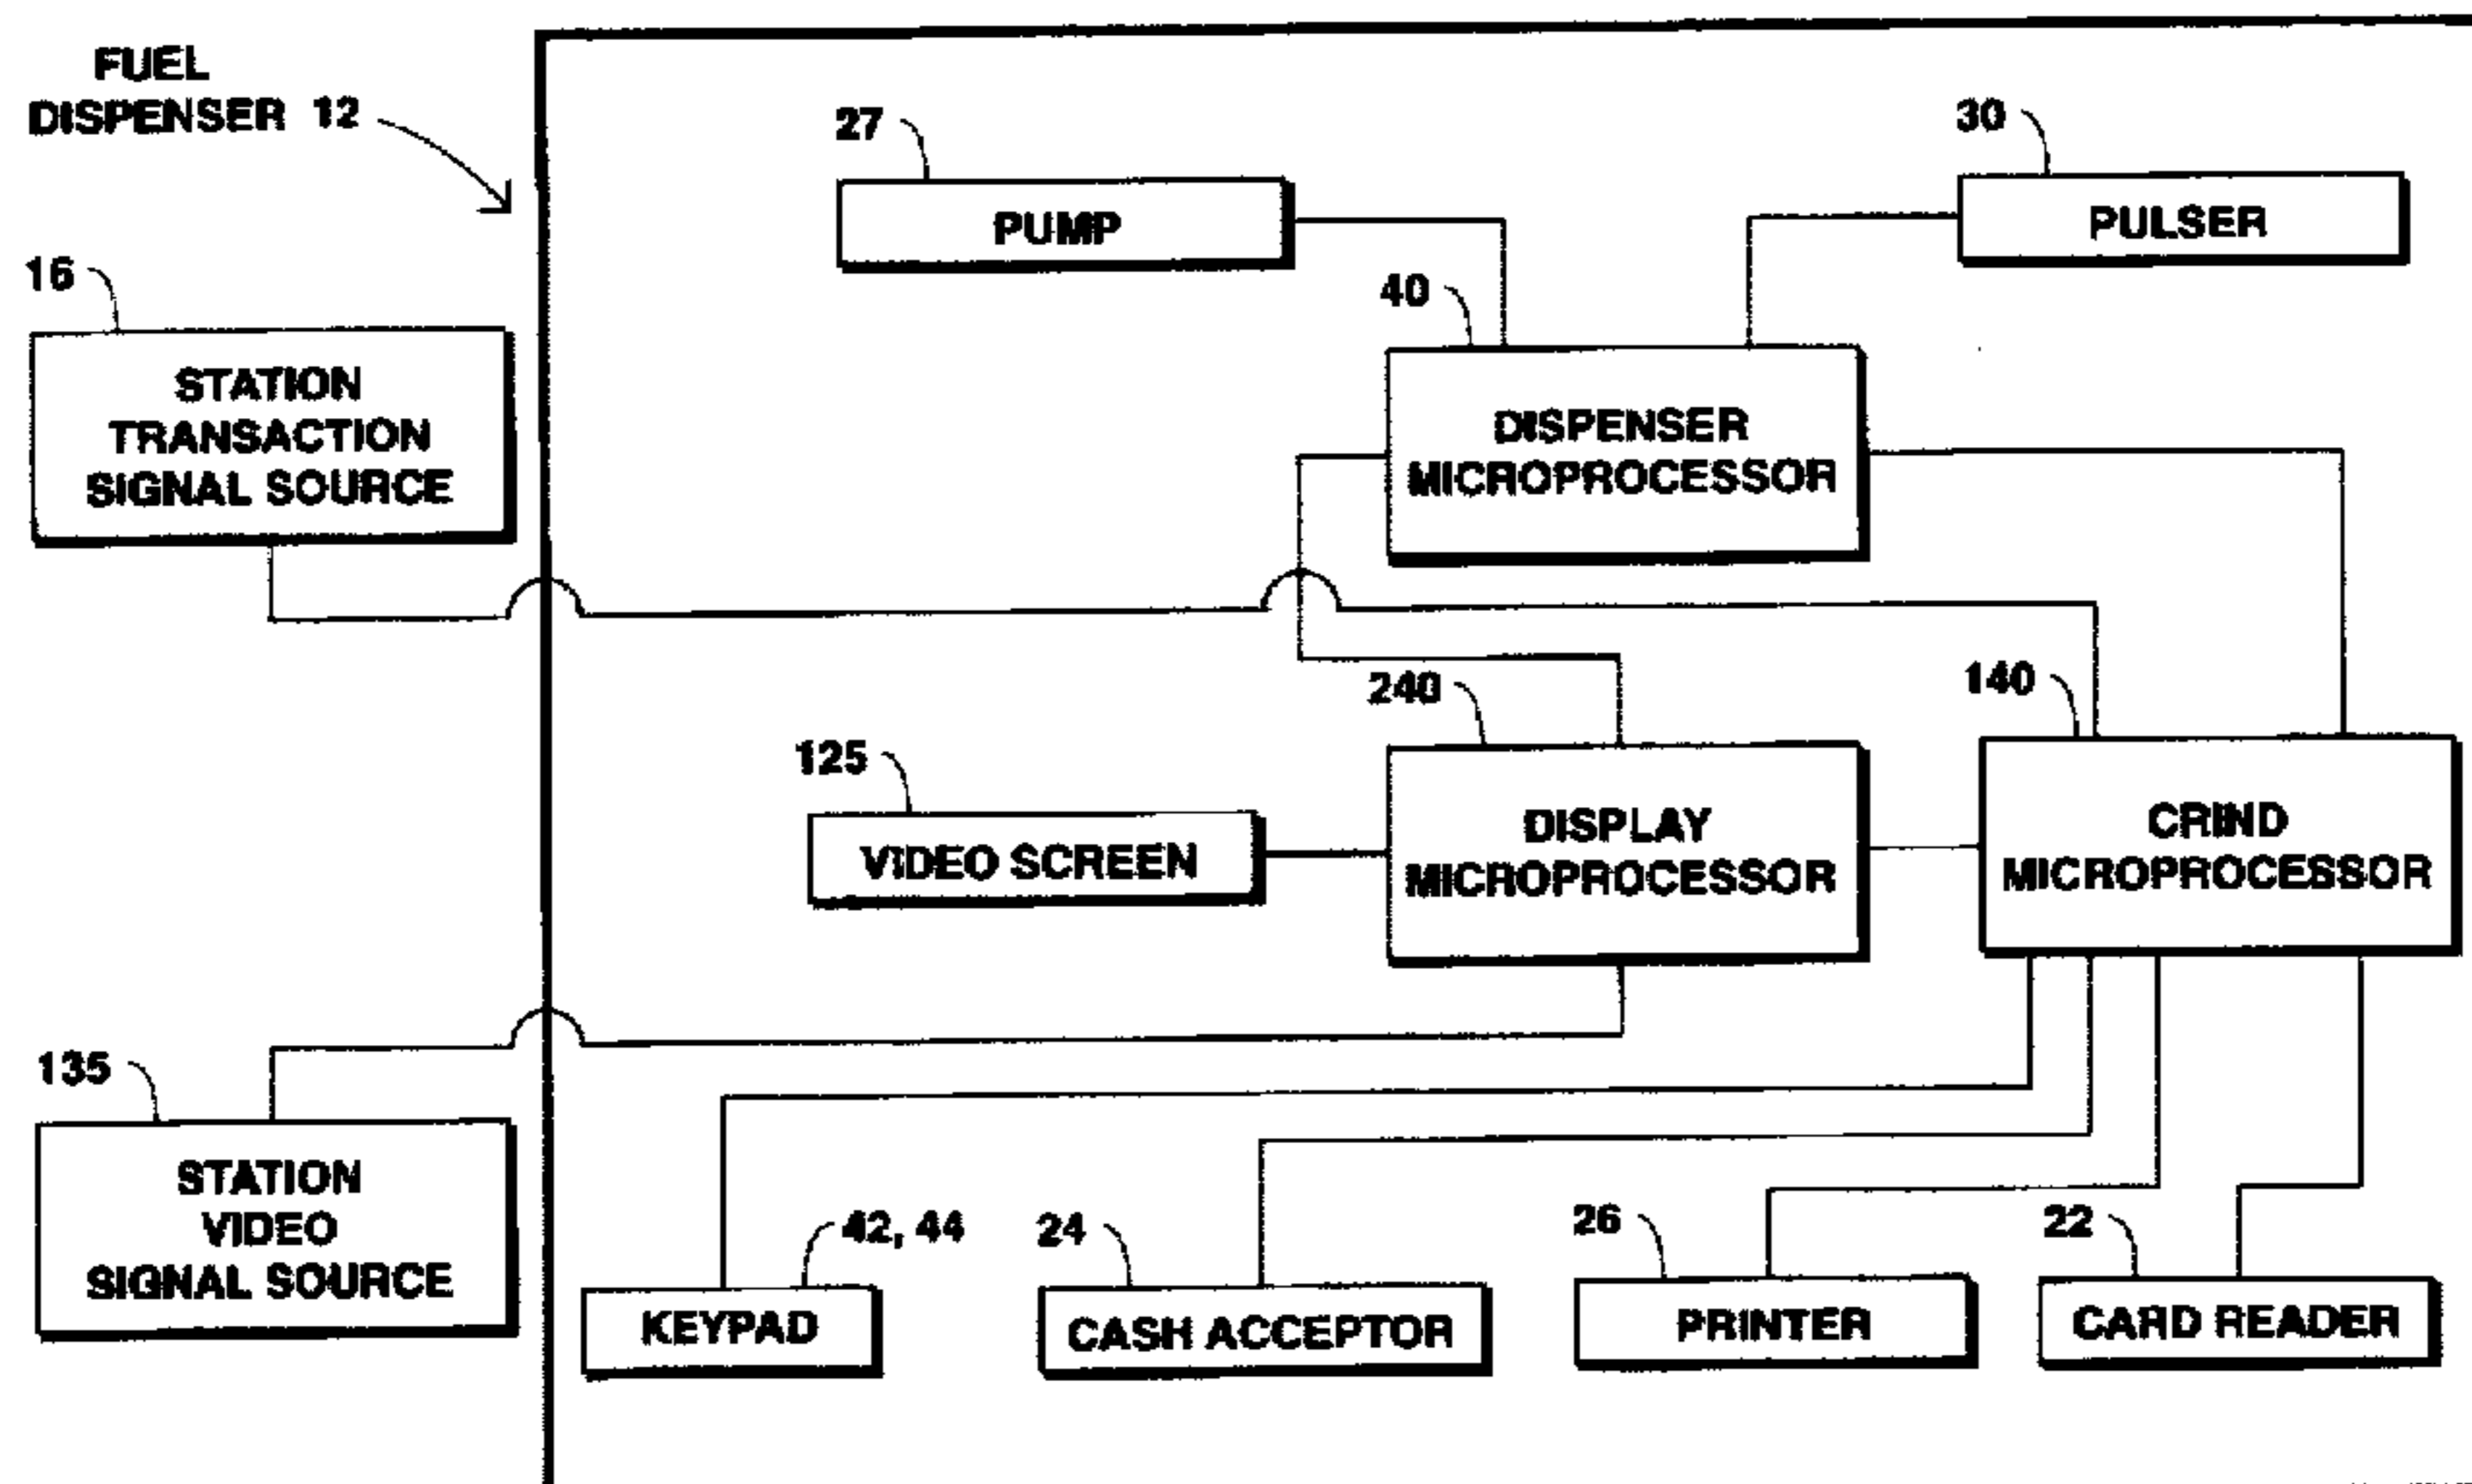 FUEL
DISPENSER 12
27
30
PUMP
PULSER
16
40
STATION
TRANSACTION
SIGNAL SOURCE
DISPENSER
MICROPROCESSOR
240
140
125
VIDEO SCREEN
DISPLAY
MICROPROCESSOR
CRIND
MICROPROCESSOR
135
STATION
VIDEO
SIGNAL SOURCE
42, 44
24
26
22
KEYPAD
CASH ACCEPTOR
PRINTER
CARD READER